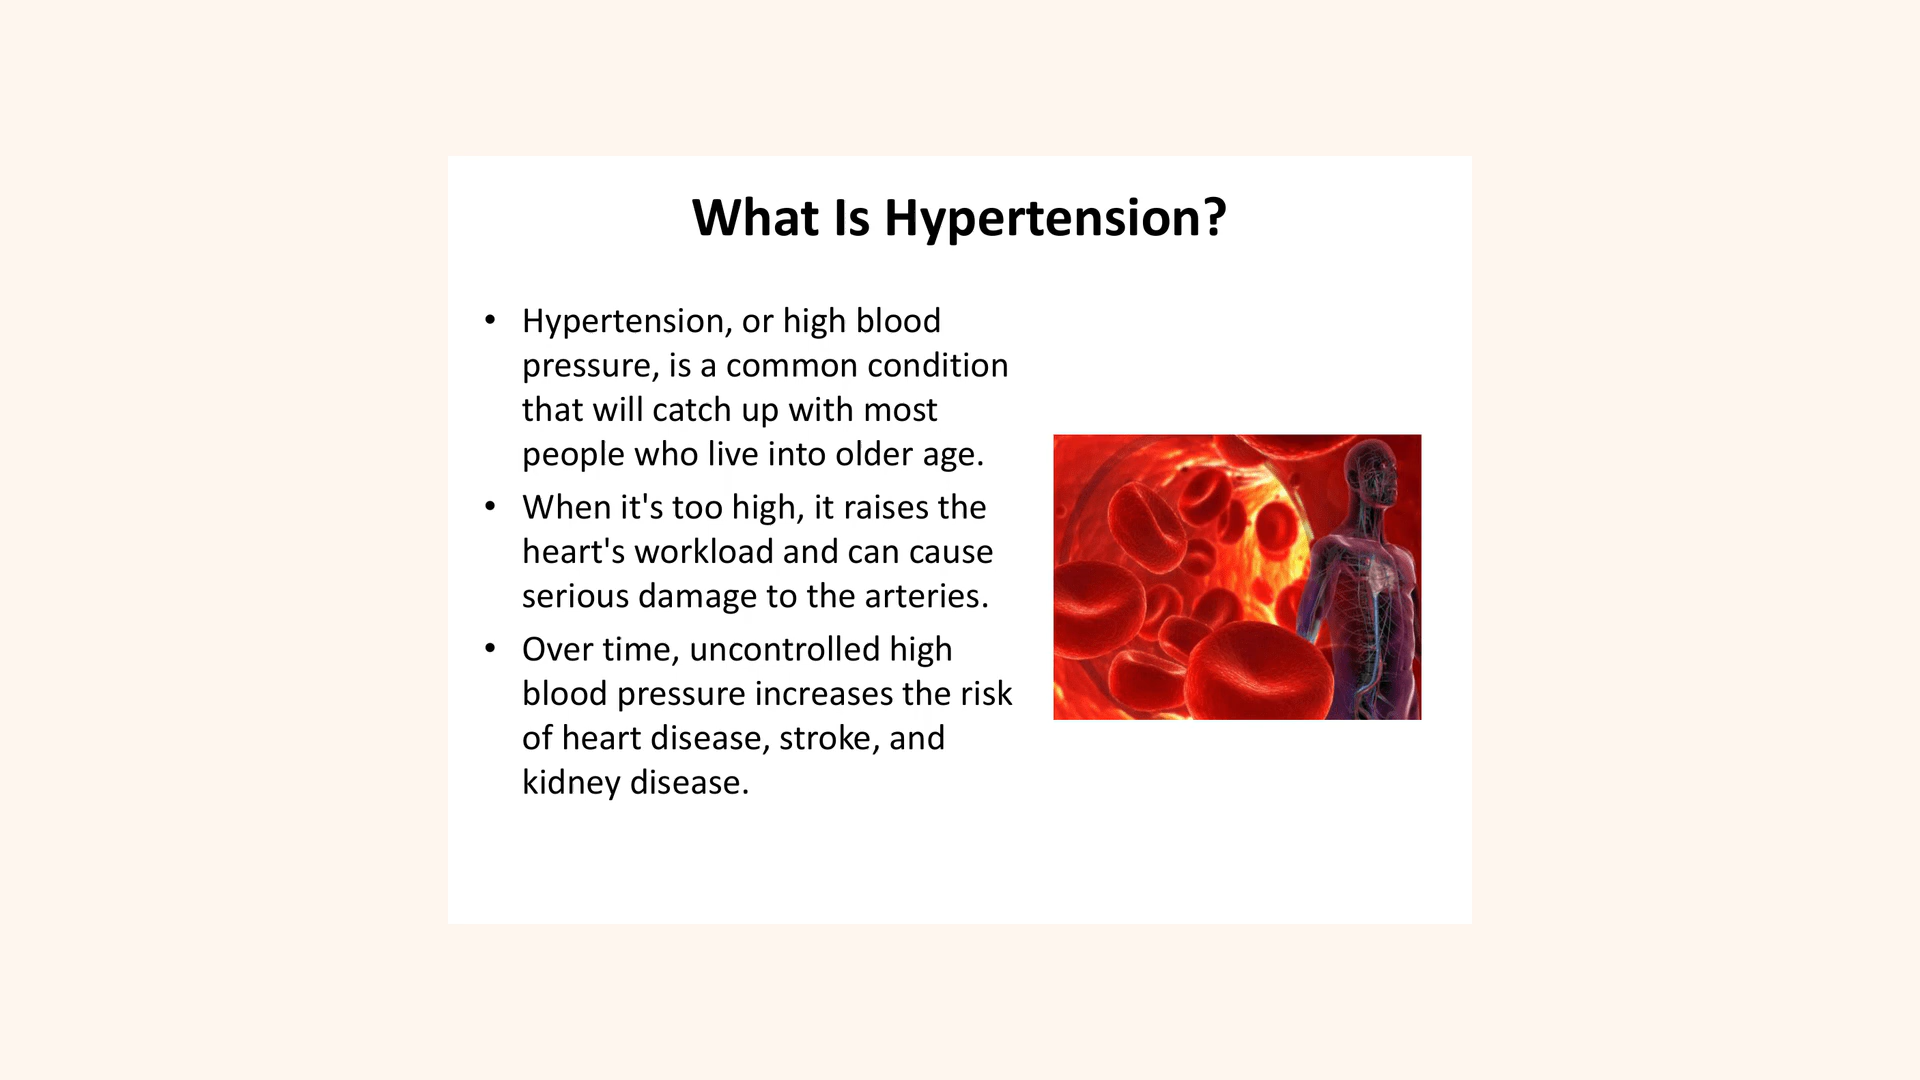 What Is Hypertension?
• Hypertension, or high blood
pressure, is a common condition
that will catch up with most
people who live into older age.
• When it's too high, it raises the
heart's workload and can cause
serious damage to the arteries.
• Over time, uncontrolled high
blood pressure increases the risk
of heart disease, stroke, and
kidney disease.